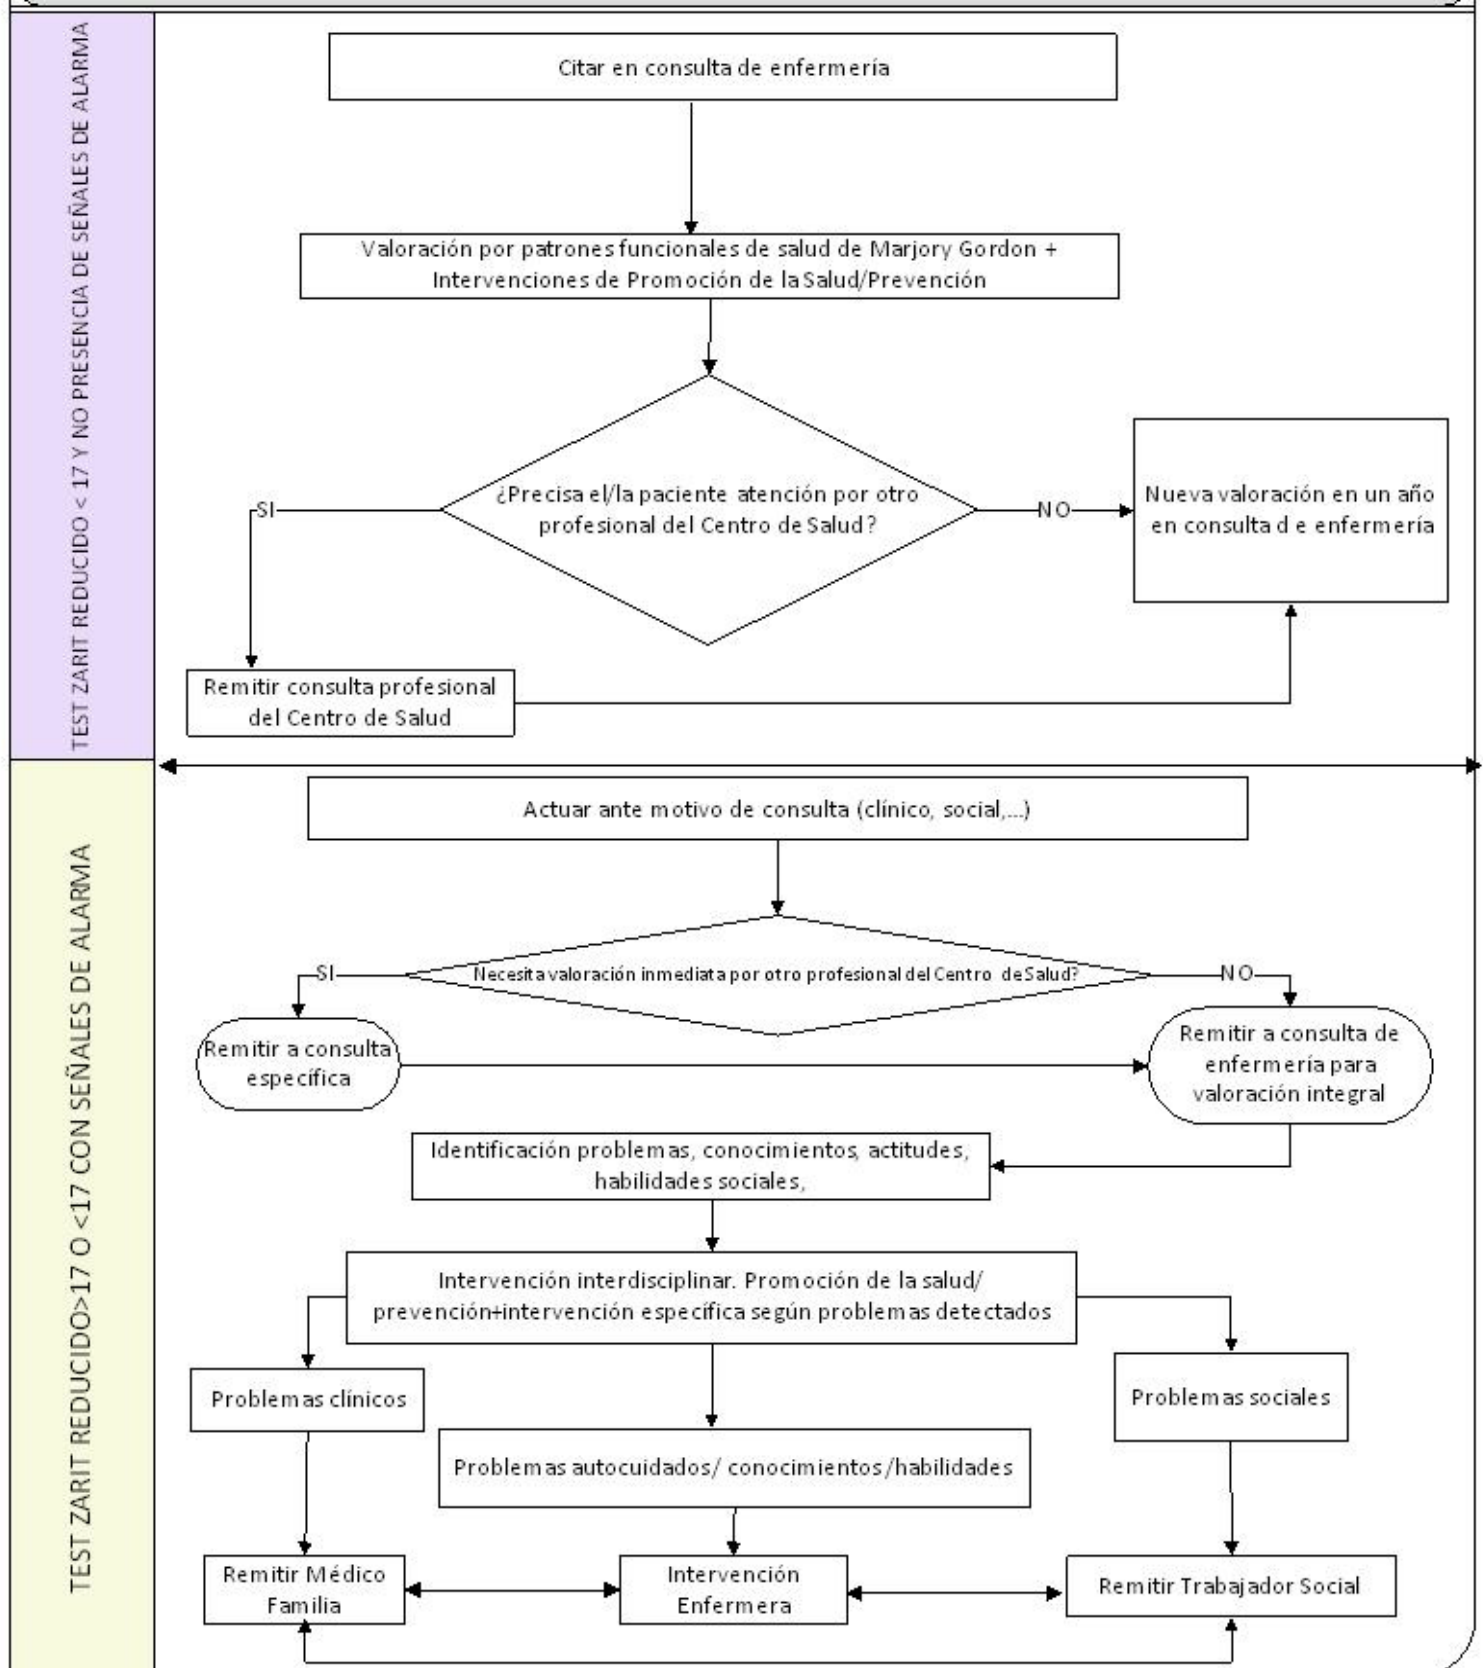 TEST ZARIT REDUCIDO < 17 Y NO PRESENCIA DE SEÑALES DE ALARMA
Citar en consulta de enfermería
Valoración por patrones funcionales de salud de Marjory Gordon +
Intervenciones de Promoción de la Salud/Prevención
¿Precisa el/la paciente atención por otro
profesional del Centro de Salud?
SI
NO
Nueva valoración en un año
en consulta d e enfermería
Remitir consulta profesional
del Centro de Salud
TEST ZARIT REDUCIDO>17 O <17 CON SEÑALES DE ALARMA
Actuar ante motivo de consulta (clínico, social,...)
Necesita valoración inmediata por otro profesional del Centro de Salud?
SI
NO
Remitir a consulta
específica
Remitir a consulta de
enfermería para
valoración integral
Identificación problemas, conocimientos, actitudes,
habilidades sociales,
Intervención interdisciplinar. Promoción de la salud/
prevención+intervención específica según problemas detectados
Problemas clínicos
Problemas sociales
Problemas autocuidados/ conocimientos/habilidades
Remitir Médico
Familia
Intervención
Enfermera
Remitir Trabajador Social